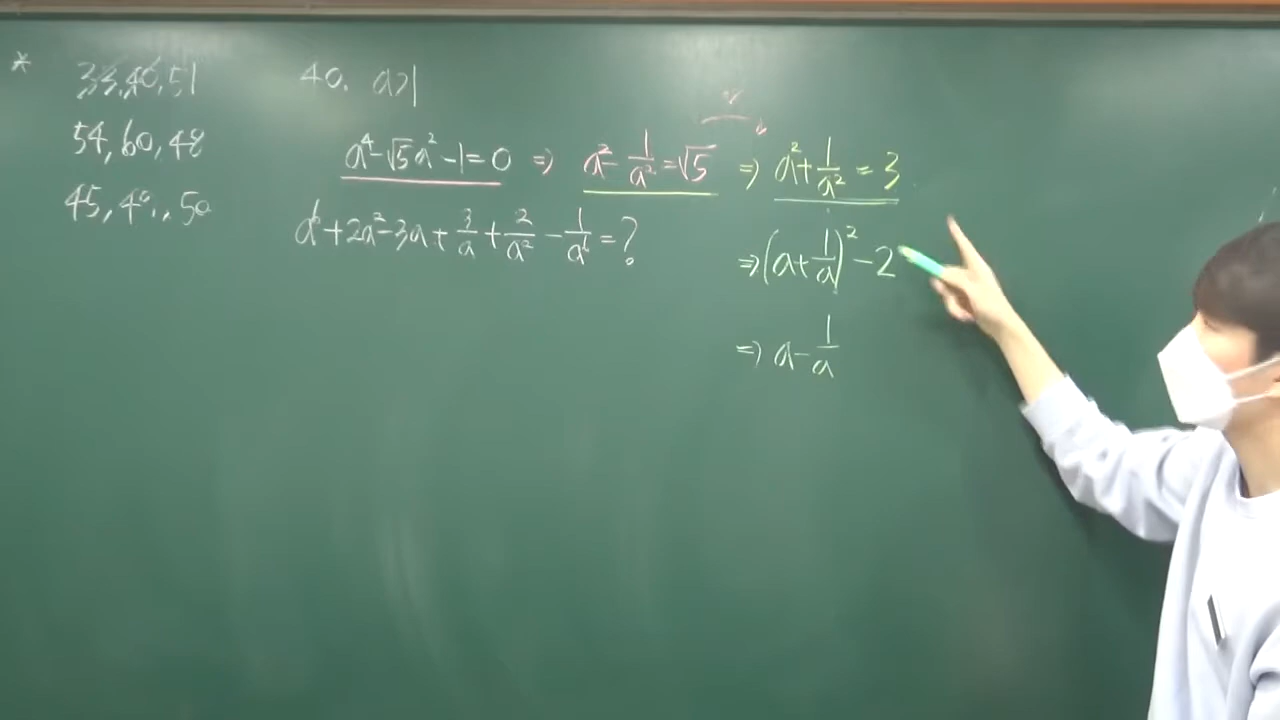 * 33, 40, 51
54, 60, 48
45, 49, 50
40. a>1
a⁴-√5a²-1=0 ⇒ a²-1/a²=√5 ⇒ a²+1/a²=3
a⁶+2a²-3a+3/a+2/a²-1/a⁶=?
⇒(a+1/a)²-2
⇒a-1/a